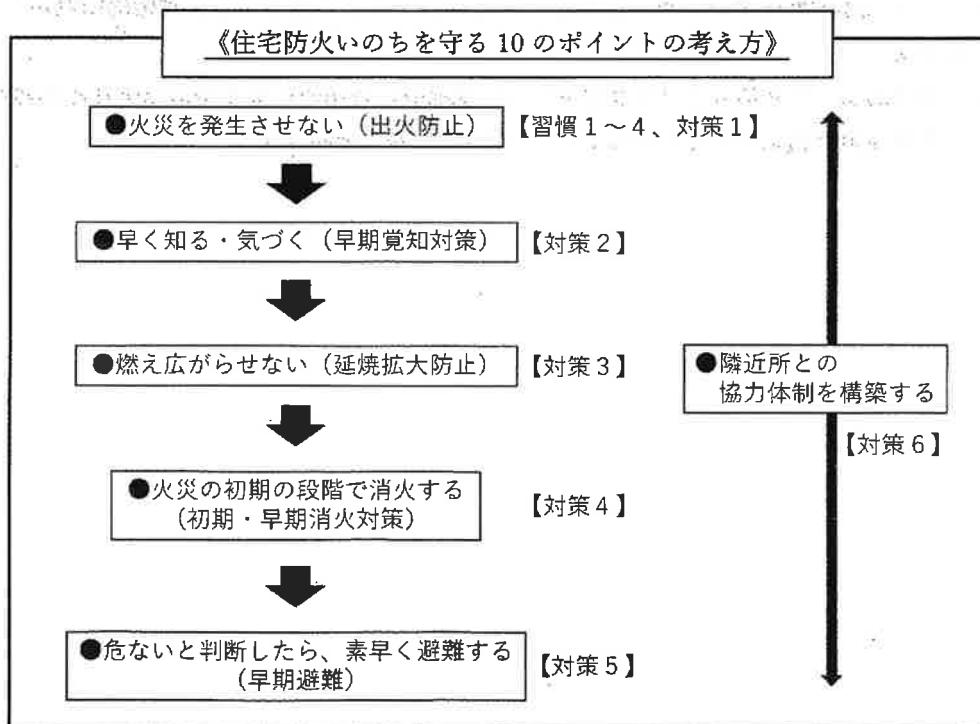 《住宅防火いのちを守る 10 のポイントの考え方》
●火災を発生させない（出火防止） 【習慣１～４、対策１】
●早く知る・気づく（早期覚知対策） 【対策２】
●燃え広がらせない（延焼拡大防止） 【対策３】
●隣近所との
協力体制を構築する
【対策６】
●火災の初期の段階で消火する
（初期・早期消火対策）
【対策４】
●危ないと判断したら、素早く避難する
（早期避難）
【対策５】